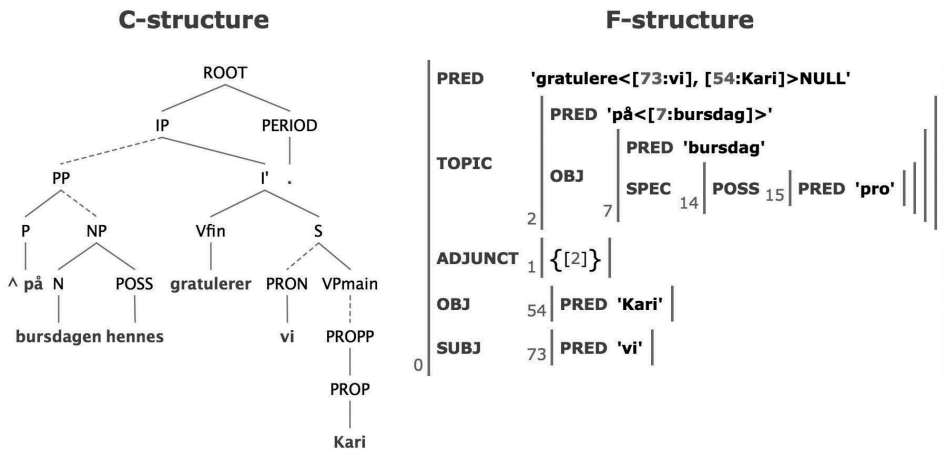 C-structure
F-structure
ROOT
IP PERIOD
PP I' .
P NP Vfin S
^ på N POSS gratulerer PRON VPmain
bursdagen hennes vi PROPP
PROP
Kari
PRED 'gratulere<[73:vi], [54:Kari]>NULL'
PRED 'på<[7:bursdag]>'
PRED 'bursdag'
TOPIC
OBJ
SPEC 14 POSS 15 PRED 'pro'
2 7
ADJUNCT 1 {[2]}
OBJ 54 PRED 'Kari'
SUBJ 73 PRED 'vi'
0